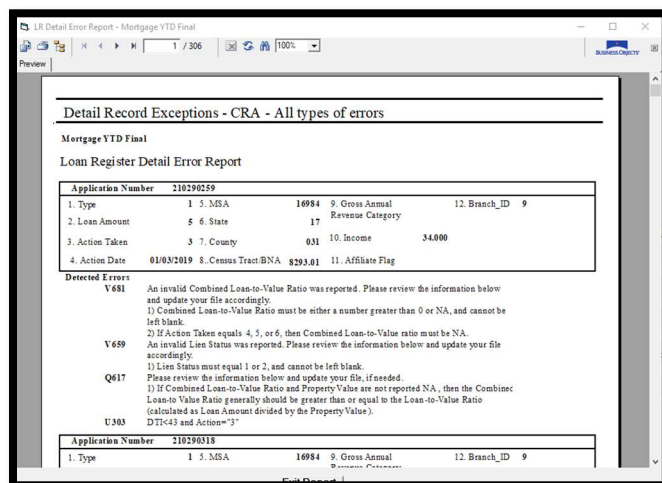 LR Detail Error Report - Mortgage YTD Final
1 / 306 100%
BUSINESS OBJECTS
Preview
Detail Record Exceptions - CRA - All types of errors
Mortgage YTD Final
Loan Register Detail Error Report
Application Number 210290259
1. Type 1 5. MSA 16984 9. Gross Annual Revenue Category 12. Branch_ID 9
2. Loan Amount 5 6. State 17
3. Action Taken 3 7. County 031 10. Income 34.000
4. Action Date 01/03/2019 8..Census Tract/BNA 8293.01 11. Affiliate Flag
Detected Errors
V681 An invalid Combined Loan-to-Value Ratio was reported. Please review the information below
and update your file accordingly.
1) Combined Loan-to-Value Ratio must be either a number greater than 0 or NA, and cannot be
left blank.
2) If Action Taken equals 4, 5, or 6, then Combined Loan-to-Value ratio must be NA.
V659 An invalid Lien Status was reported. Please review the information below and update your file
accordingly.
1) Lien Status must equal 1 or 2, and cannot be left blank.
Q617 Please review the information below and update your file, if needed.
1) If Combined Loan-to-Value Ratio and Property Value are not reported NA , then the Combinec
Loan-to Value Ratio generally should be greater than or equal to the Loan-to-Value Ratio
(calculated as Loan Amount divided by the Property Value ).
U303 DTI<43 and Action="3"
Application Number 210290318
1. Type 1 5. MSA 16984 9. Gross Annual 12. Branch_ID 9
Revenue Category
Exit Report